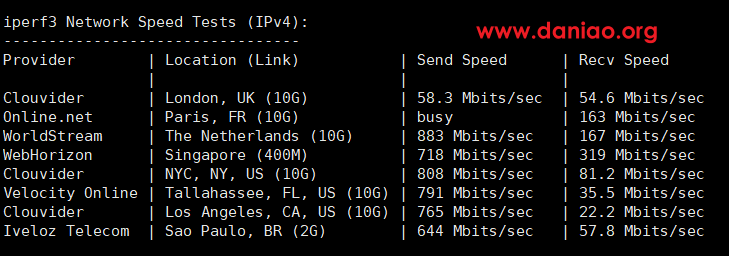 iperf3 Network Speed Tests (IPv4):
www.daniao.org
---------------------------------
Provider | Location (Link) | Send Speed | Recv Speed
| | |
Clouvider | London, UK (10G) | 58.3 Mbits/sec | 54.6 Mbits/sec
Online.net | Paris, FR (10G) | busy | 163 Mbits/sec
WorldStream | The Netherlands (10G) | 883 Mbits/sec | 167 Mbits/sec
WebHorizon | Singapore (400M) | 718 Mbits/sec | 319 Mbits/sec
Clouvider | NYC, NY, US (10G) | 808 Mbits/sec | 81.2 Mbits/sec
Velocity Online | Tallahassee, FL, US (10G) | 791 Mbits/sec | 35.5 Mbits/sec
Clouvider | Los Angeles, CA, US (10G) | 765 Mbits/sec | 22.2 Mbits/sec
Iveloz Telecom | Sao Paulo, BR (2G) | 644 Mbits/sec | 57.8 Mbits/sec